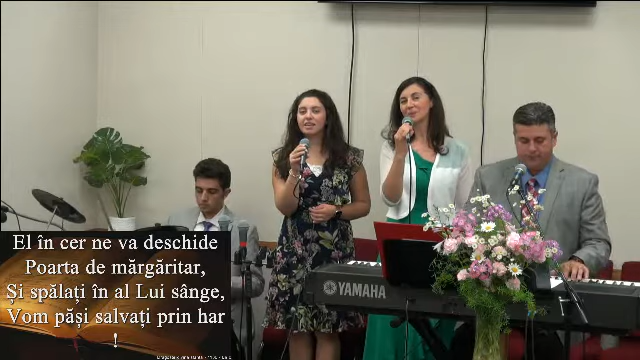 El în cer ne va deschide
Poarta de mărgăritar,
Și spălați în al Lui sânge,
Vom păși salvați prin har
!
YAMAHA